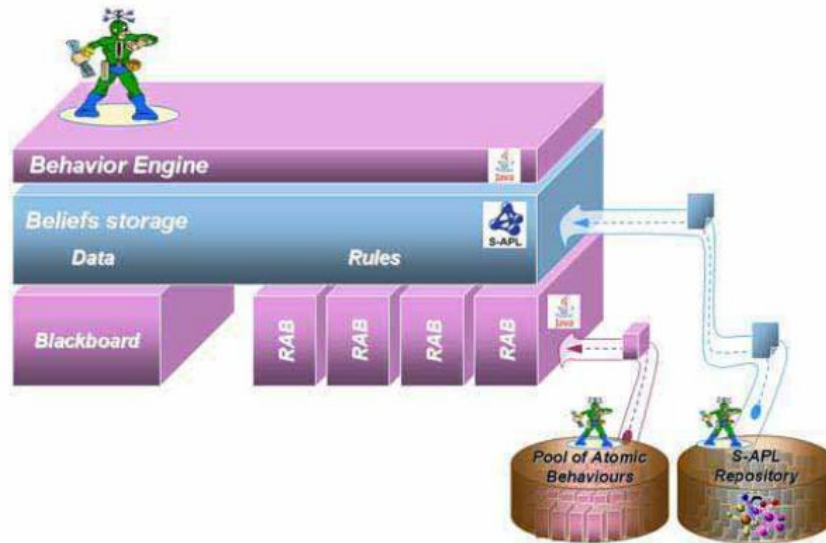 Behavior Engine
Java
Beliefs storage
S-APL
Data Rules
Java
Blackboard RAB RAB RAB RAB
Pool of Atomic
Behaviours
S-APL
Repository